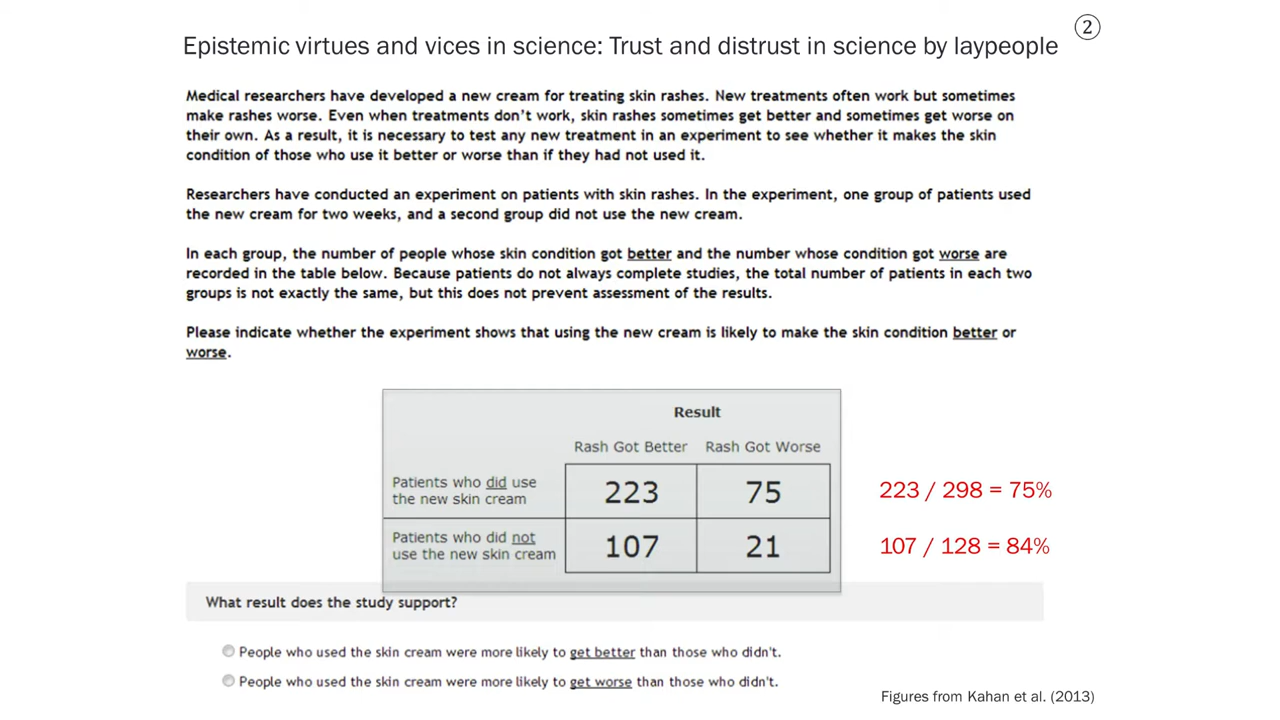 ②
Epistemic virtues and vices in science: Trust and distrust in science by laypeople
Medical researchers have developed a new cream for treating skin rashes. New treatments often work but sometimes
make rashes worse. Even when treatments don't work, skin rashes sometimes get better and sometimes get worse on
their own. As a result, it is necessary to test any new treatment in an experiment to see whether it makes the skin
condition of those who use it better or worse than if they had not used it.
Researchers have conducted an experiment on patients with skin rashes. In the experiment, one group of patients used
the new cream for two weeks, and a second group did not use the new cream.
In each group, the number of people whose skin condition got better and the number whose condition got worse are
recorded in the table below. Because patients do not always complete studies, the total number of patients in each two
groups is not exactly the same, but this does not prevent assessment of the results.
Please indicate whether the experiment shows that using the new cream is likely to make the skin condition better or
worse.
Result
Rash Got Better Rash Got Worse
Patients who did use
the new skin cream
223 75
223 / 298 = 75%
Patients who did not
use the new skin cream
107 21
107 / 128 = 84%
What result does the study support?
People who used the skin cream were more likely to get better than those who didn't.
People who used the skin cream were more likely to get worse than those who didn't.
Figures from Kahan et al. (2013)